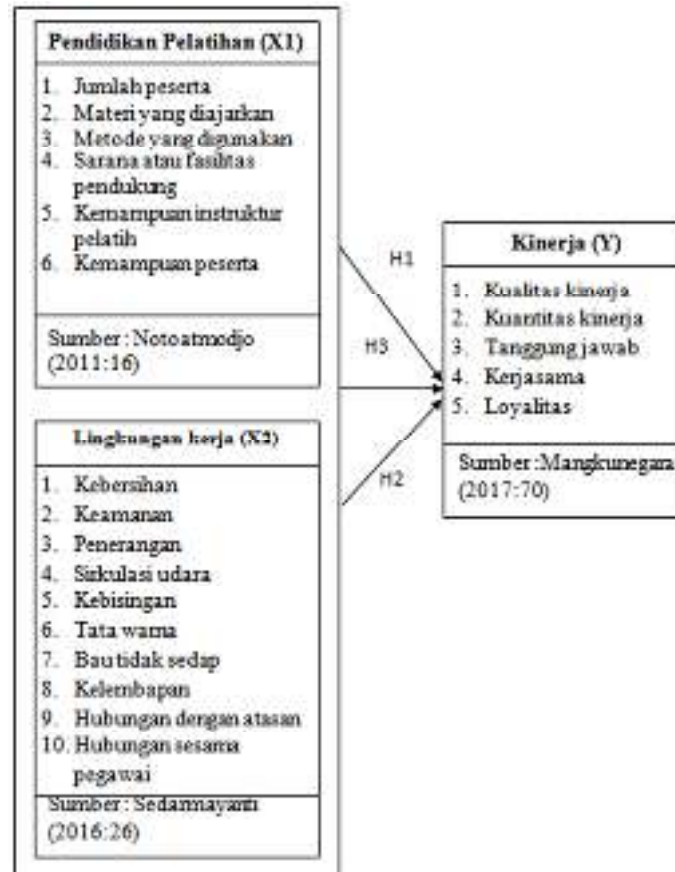 Pendidikan Pelatihan (X1)
1. Jumlah peserta
2. Materi yang diajarkan
3. Metode yang digunakan
4. Sarana atau fasilitas
pendukung
5. Kemampuan instruktur
pelatih
6. Kemampuan peserta
Sumber : Notoatmodjo
(2011:16)
Lingkungan kerja (X2)
1. Kebersihan
2. Keamanan
3. Penerangan
4. Sirkulasi udara
5. Kebisingan
6. Tata warna
7. Bau tidak sedap
8. Kelembapan
9. Hubungan dengan atasan
10. Hubungan sesama
pegawai
Sumber : Sedarmayanti
(2016:26)
H1
H3
H2
Kinerja (Y)
1. Kualitas kinerja
2. Kuantitas kinerja
3. Tanggung jawab
4. Kerjasama
5. Loyalitas
Sumber :Mangkunegara
(2017:70)